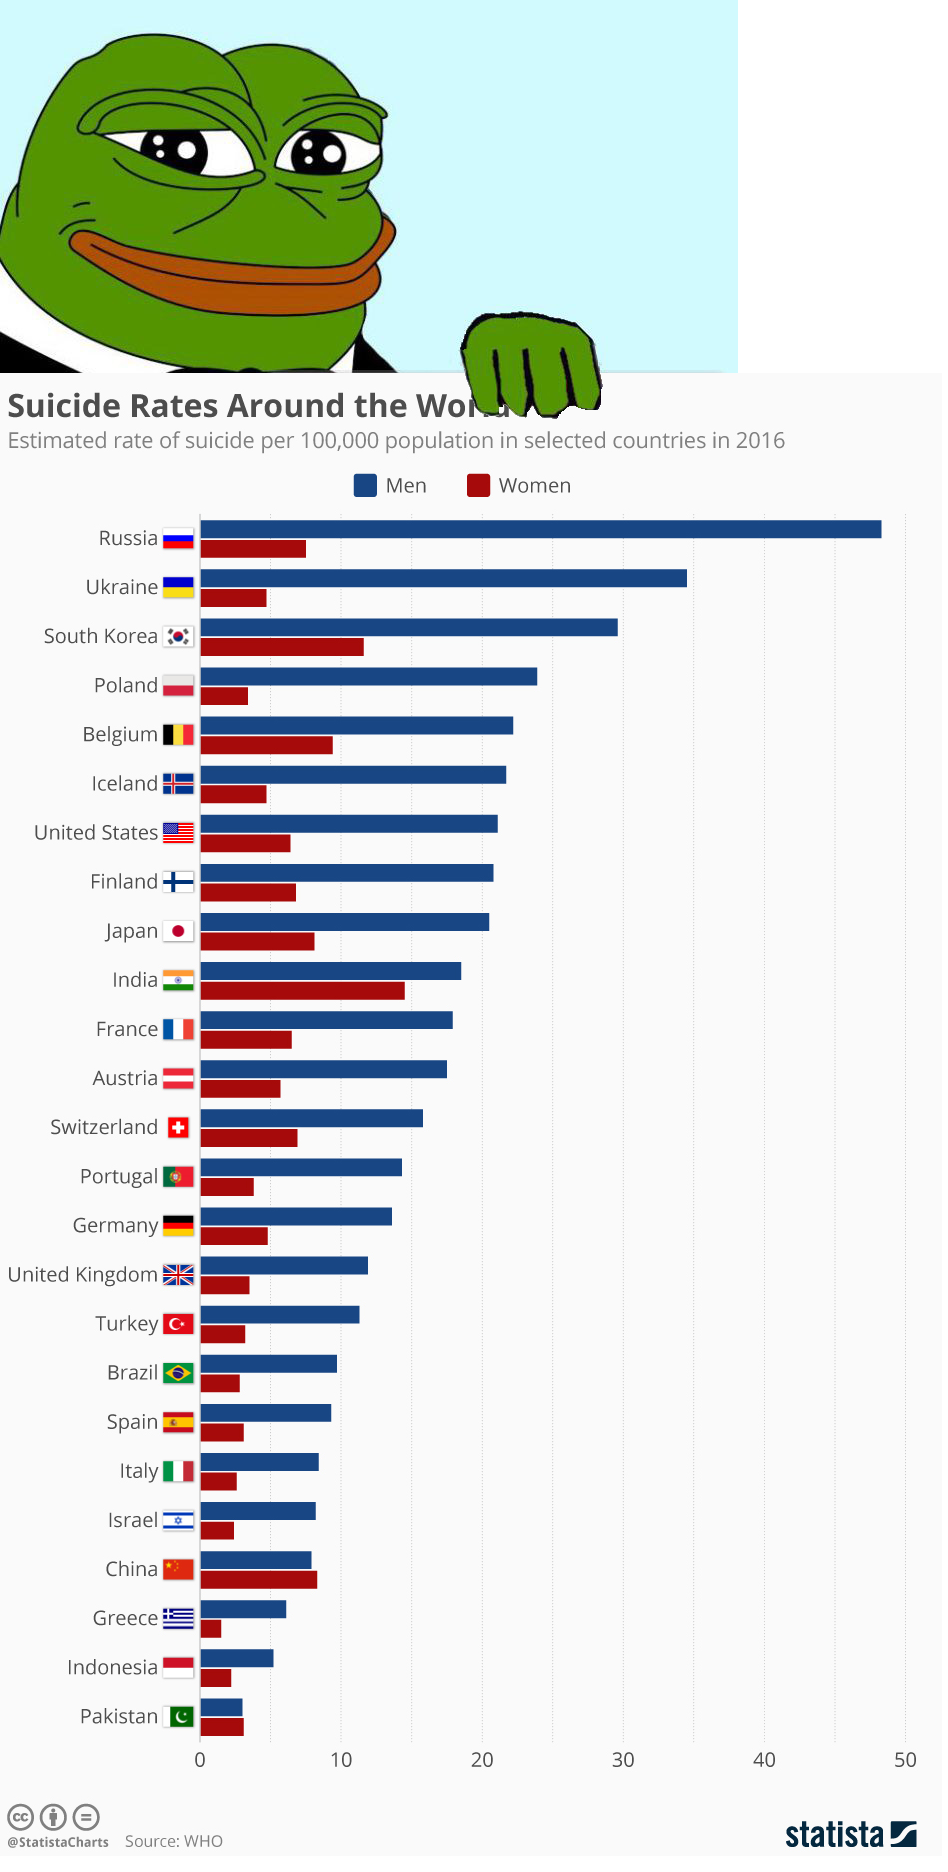 Suicide Rates Around the World
Estimated rate of suicide per 100,000 population in selected countries in 2016
Men Women
Russia
Ukraine
South Korea
Poland
Belgium
Iceland
United States
Finland
Japan
India
France
Austria
Switzerland
Portugal
Germany
United Kingdom
Turkey
Brazil
Spain
Italy
Israel
China
Greece
Indonesia
Pakistan
0 10 20 30 40 50
@StatistaCharts Source: WHO
statista